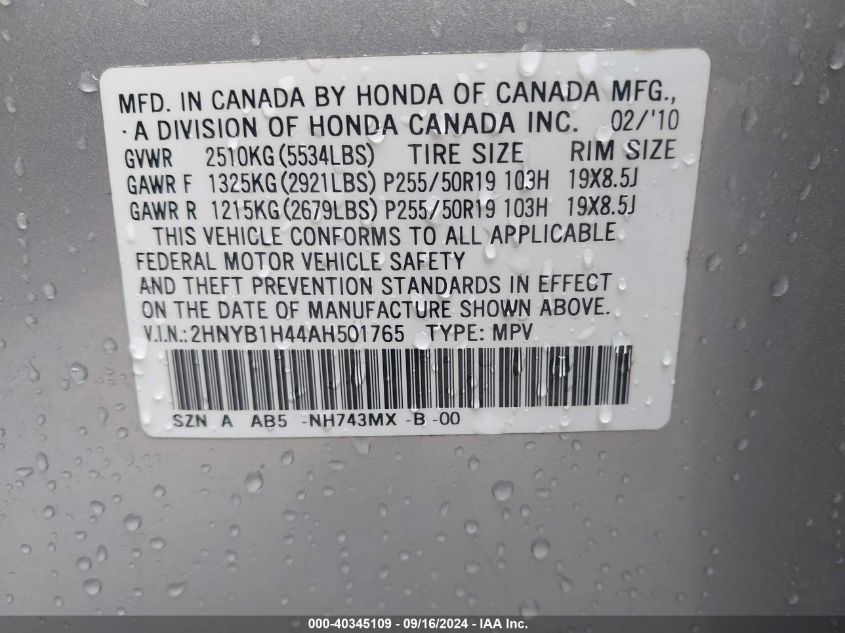 MFD. IN CANADA BY HONDA OF CANADA MFG.,
A DIVISION OF HONDA CANADA INC. 02/'10
GVWR 2510KG(5534LBS) TIRE SIZE RIM SIZE
GAWR F 1325KG(2921LBS) P255/50R19 103H 19X8.5J
GAWR R 1215KG(2679LBS) P255/50R19 103H 19X8.5J
THIS VEHICLE CONFORMS TO ALL APPLICABLE
FEDERAL MOTOR VEHICLE SAFETY
AND THEFT PREVENTION STANDARDS IN EFFECT
ON THE DATE OF MANUFACTURE SHOWN ABOVE.
V.I.N.:2HNYB1H44AH501765 TYPE: MPV
SZN A AB5 -NH743MX -B -00
000-40345109 - 09/16/2024 - IAA Inc.